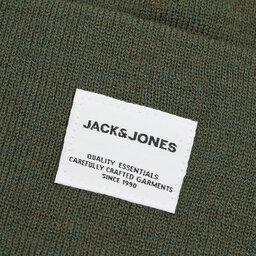 JACK&JONES
QUALITY ESSENTIALS
CAREFULLY CRAFTED GARMENTS
SINCE 1990